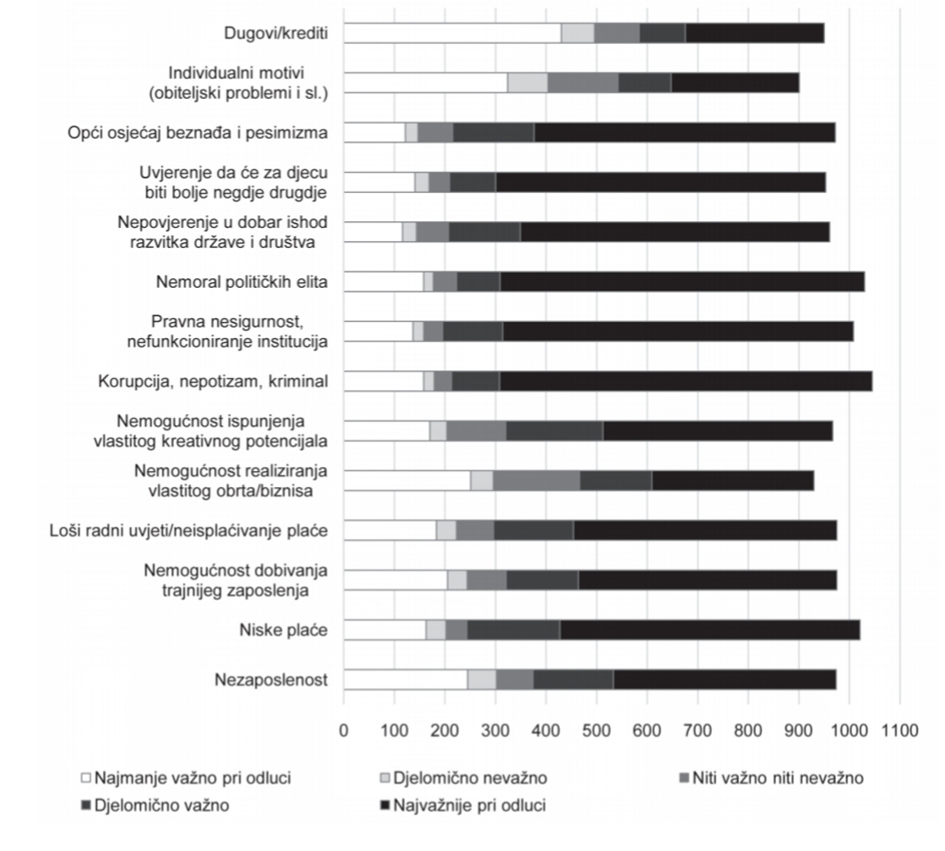 Dugovi/krediti
Individualni motivi
(obiteljski problemi i sl.)
Opći osjećaj beznađa i pesimizma
Uvjerenje da će za djecu
biti bolje negdje drugdje
Nepovjerenje u dobar ishod
razvitka države i društva
Nemoral političkih elita
Pravna nesigurnost,
nefunkcioniranje institucija
Korupcija, nepotizam, kriminal
Nemogućnost ispunjenja
vlastitog kreativnog potencijala
Nemogućnost realiziranja
vlastitog obrta/biznisa
Loši radni uvjeti/neisplaćivanje plaće
Nemogućnost dobivanja
trajnijeg zaposlenja
Niske plaće
Nezaposlenost
0 100 200 300 400 500 600 700 800 900 1000 1100
Najmanje važno pri odluci Djelomično nevažno Niti važno niti nevažno
Djelomično važno Najvažnije pri odluci